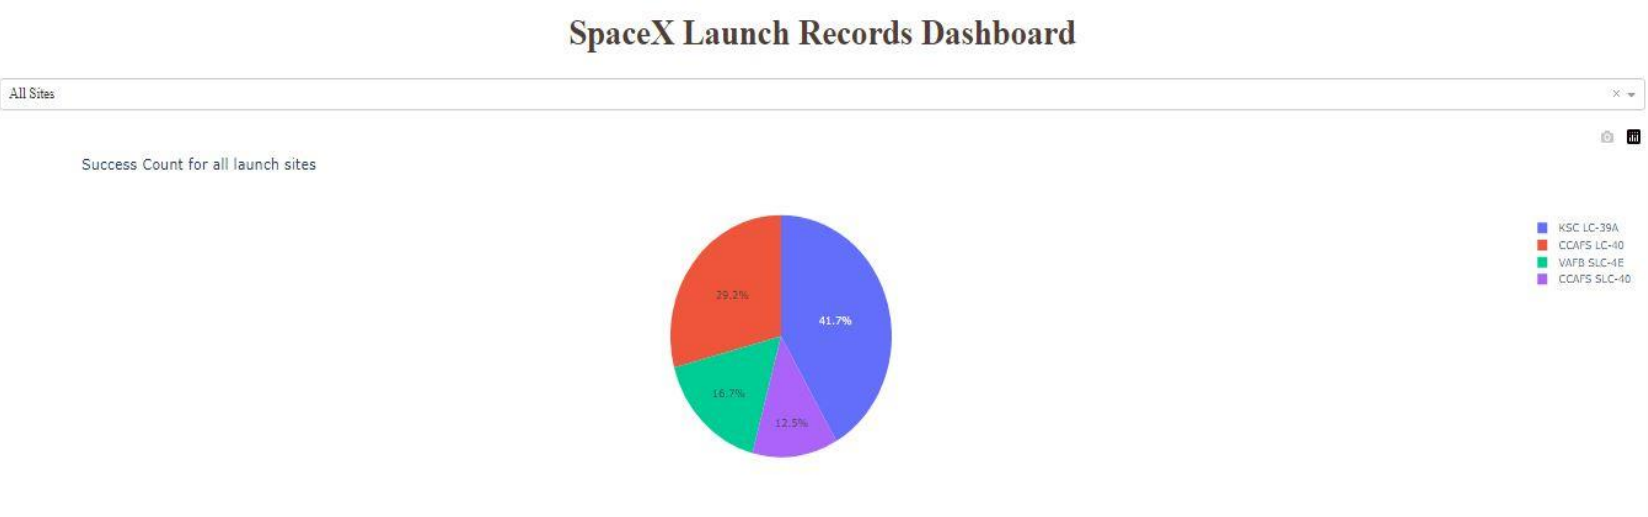 SpaceX Launch Records Dashboard
All Sites
Success Count for all launch sites
KSC LC-39A
CCAFS LC-40
VAFB SLC-4E
CCAFS SLC-40
29.2%
41.7%
16.7%
12.5%